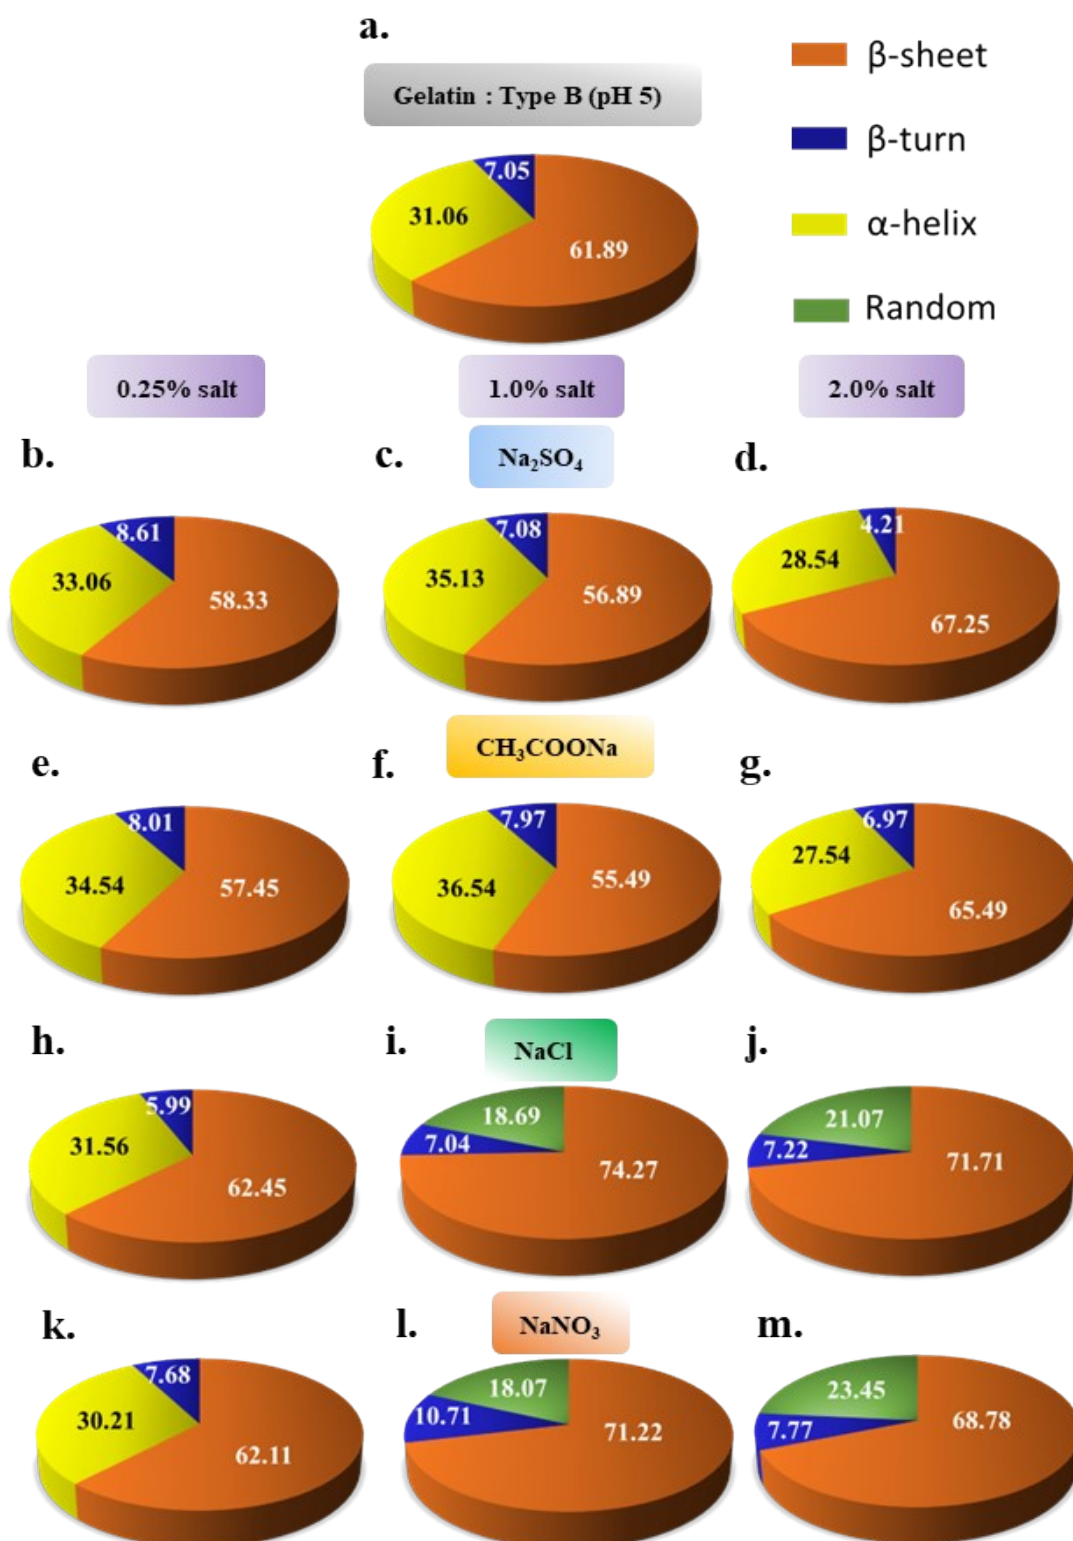 a.
Gelatin : Type B (pH 5)
β-sheet
β-turn
α-helix
Random
7.05
31.06
61.89
0.25% salt
1.0% salt
2.0% salt
b.
c.
Na₂SO₄
d.
8.61
33.06
58.33
7.08
35.13
56.89
4.21
28.54
67.25
e.
f.
CH₃COONa
g.
8.01
34.54
57.45
7.97
36.54
55.49
6.97
27.54
65.49
h.
i.
NaCl
j.
5.99
31.56
62.45
18.69
7.04
74.27
21.07
7.22
71.71
k.
l.
NaNO₃
m.
7.68
30.21
62.11
18.07
10.71
71.22
23.45
7.77
68.78